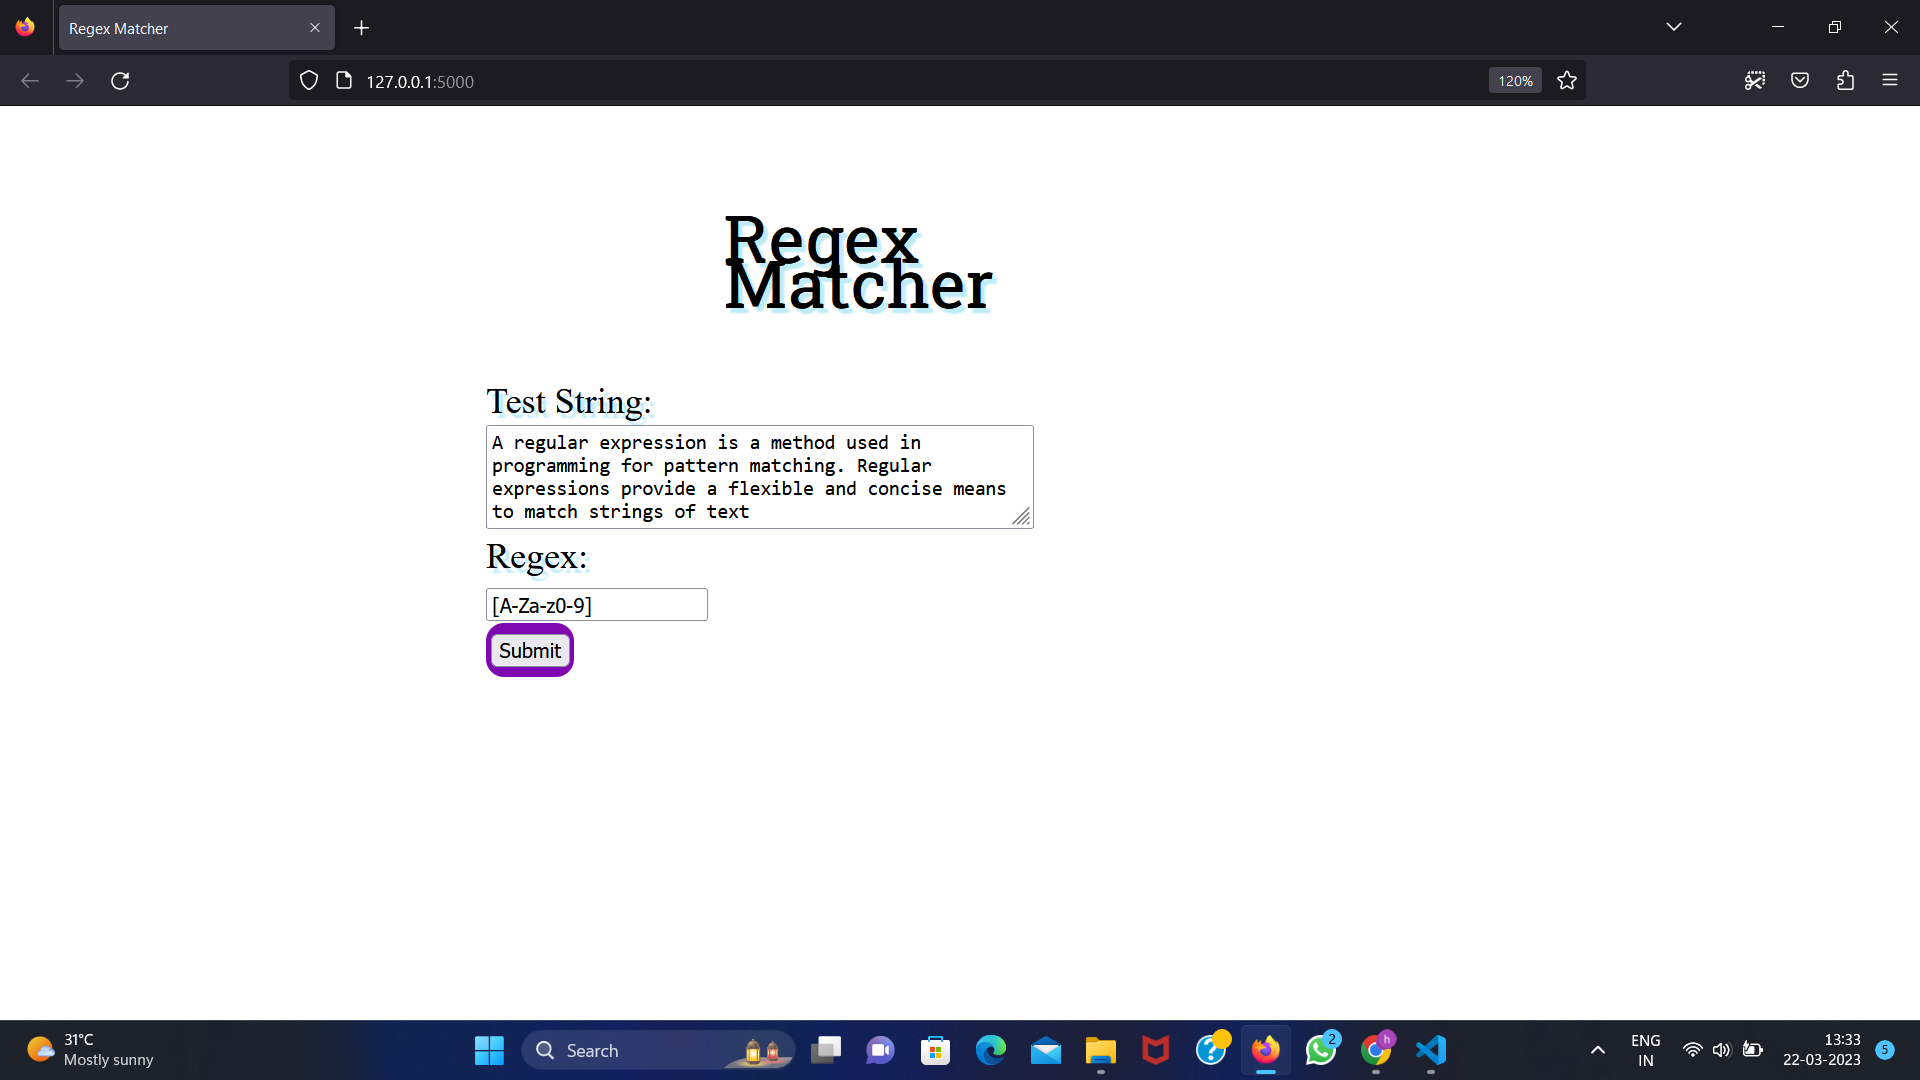 Regex Matcher
127.0.0.1:5000
120%
Regex
Matcher
Test String:
A regular expression is a method used in
programming for pattern matching. Regular
expressions provide a flexible and concise means
to match strings of text
Regex:
[A-Za-z0-9]
Submit
31°C
Mostly sunny
Search
2
h
ENG
IN
13:33
22-03-2023
5